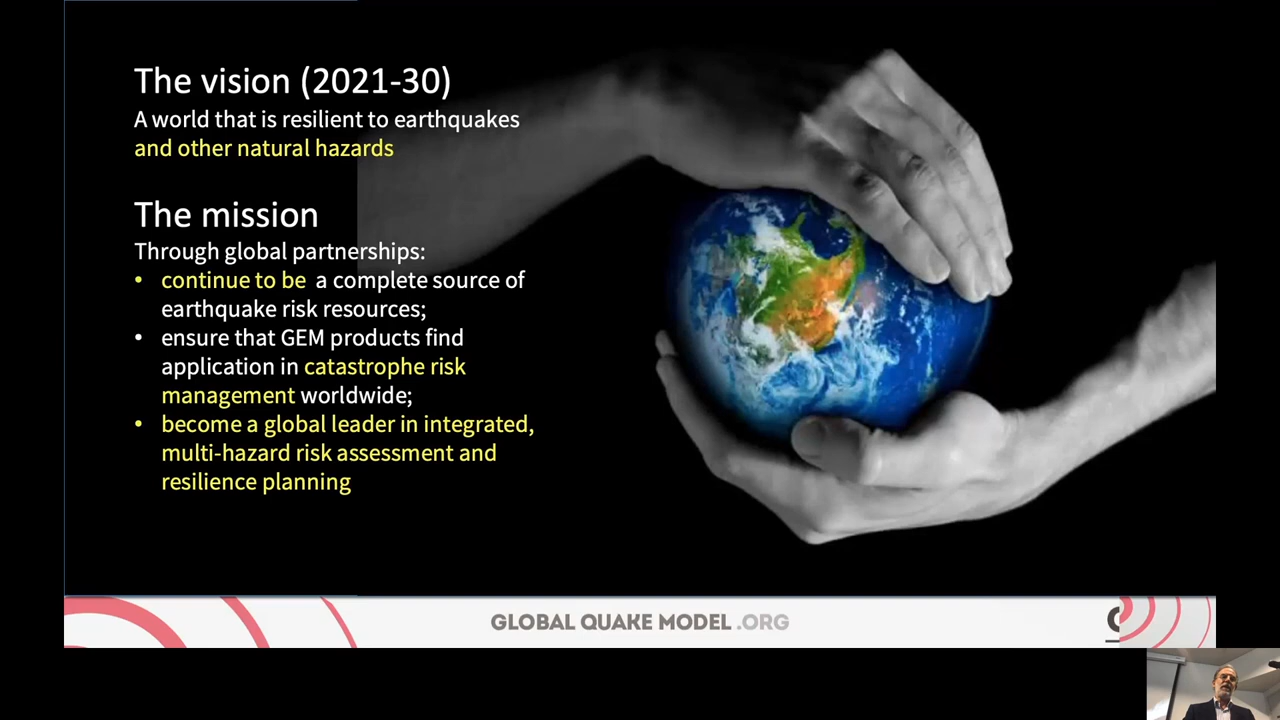 The vision (2021-30)
A world that is resilient to earthquakes
and other natural hazards
The mission
Through global partnerships:
• continue to be a complete source of
earthquake risk resources;
• ensure that GEM products find
application in catastrophe risk
management worldwide;
• become a global leader in integrated,
multi-hazard risk assessment and
resilience planning
GLOBAL QUAKE MODEL .ORG